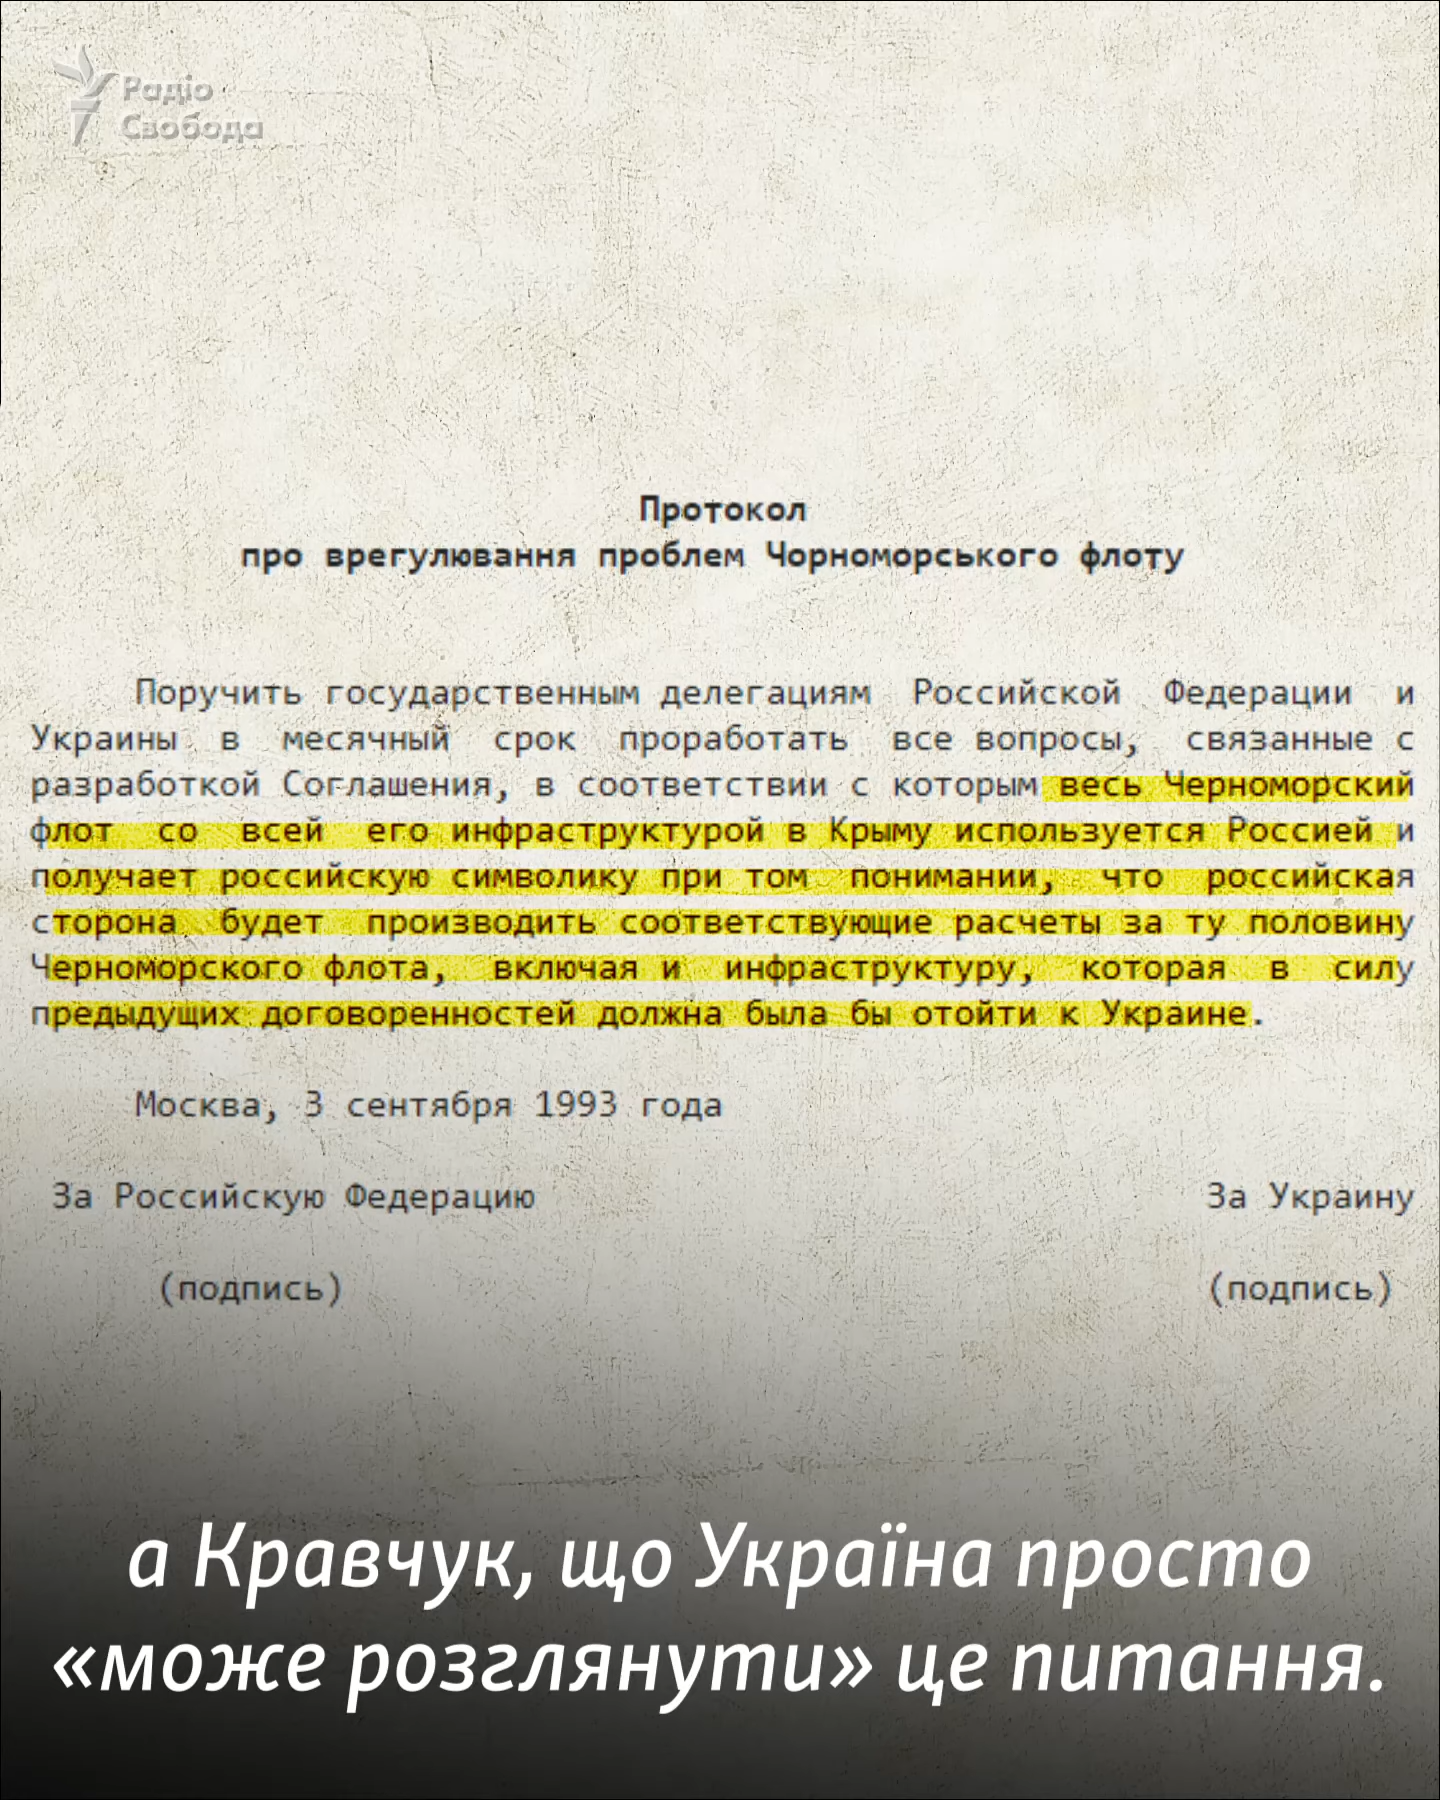 Радіо
Свобода
Протокол
про врегулювання проблем Чорноморського флоту
Поручить государственным делегациям Российской Федерации и
Украины в месячный срок проработать все вопросы, связанные с
разработкой Соглашения, в соответствии с которым весь Черноморский
флот со всей его инфраструктурой в Крыму используется Россией и
получает российскую символику при том понимании, что российская
сторона будет производить соответствующие расчеты за ту половину
Черноморского флота, включая и инфраструктуру, которая в силу
предыдущих договоренностей должна была бы отойти к Украине.
Москва, 3 сентября 1993 года
За Российскую Федерацию За Украину
(подпись) (подпись)
а Кравчук, що Україна просто
«може розглянути» це питання.